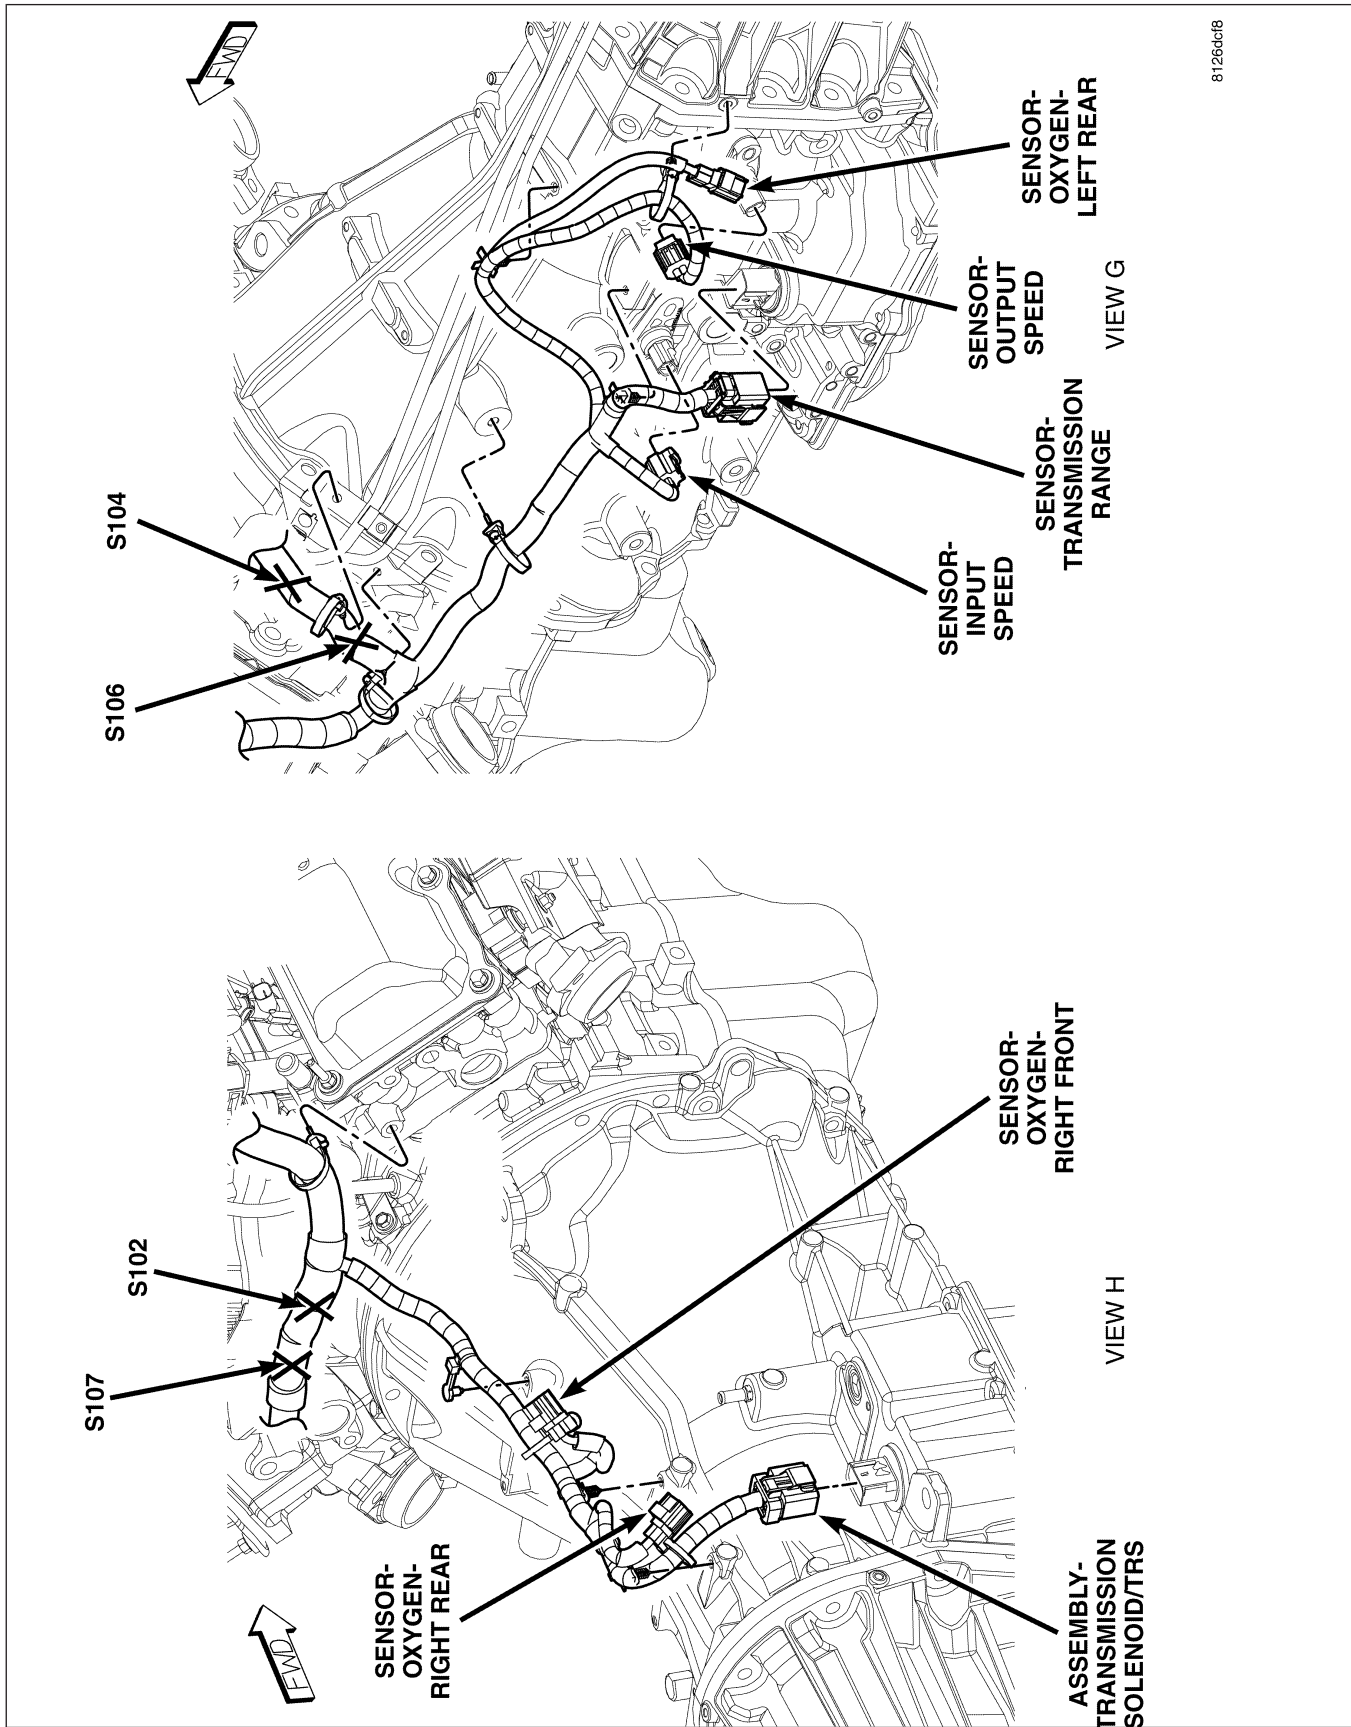 FWD
S107
S102
SENSOR-
OXYGEN-
RIGHT REAR
SENSOR-
OXYGEN-
RIGHT FRONT
ASSEMBLY-
TRANSMISSION
SOLENOID/TRS
VIEW H
FWD
S106
S104
SENSOR-
INPUT
SPEED
SENSOR-
TRANSMISSION
RANGE
SENSOR-
OUTPUT
SPEED
SENSOR-
OXYGEN-
LEFT REAR
VIEW G
8126dcf8